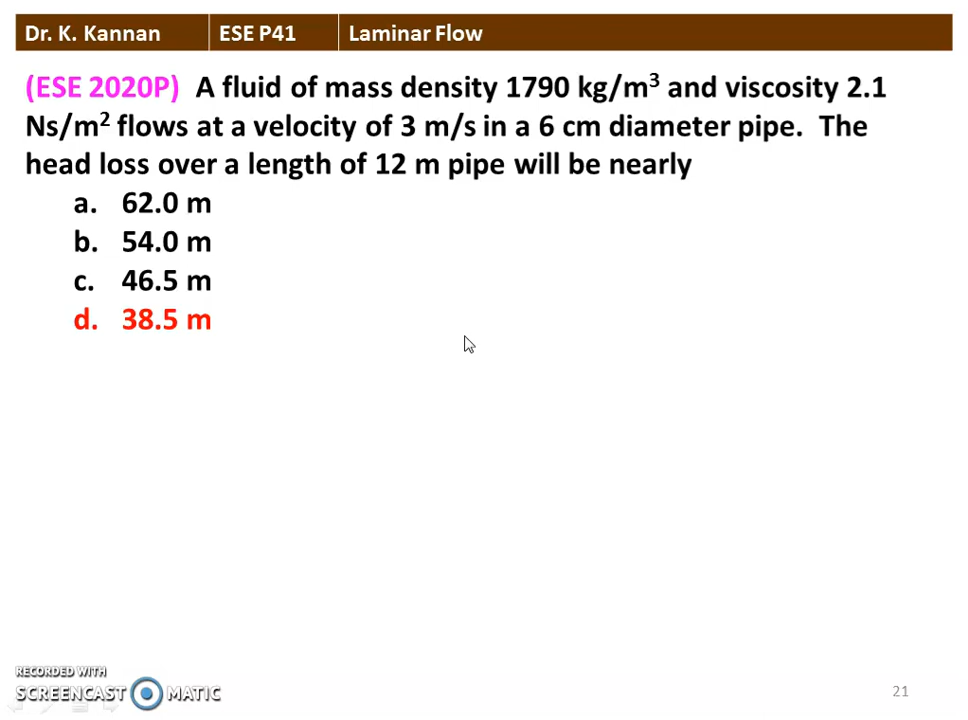 Dr. K. Kannan ESE P41 Laminar Flow
(ESE 2020P) A fluid of mass density 1790 kg/m³ and viscosity 2.1
Ns/m² flows at a velocity of 3 m/s in a 6 cm diameter pipe. The
head loss over a length of 12 m pipe will be nearly
a. 62.0 m
b. 54.0 m
c. 46.5 m
d. 38.5 m
RECORDED WITH
SCREENCAST MATIC
21